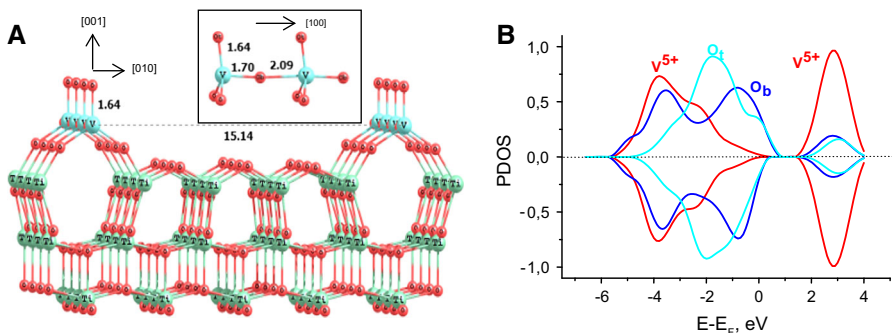 A
[001]
[010]
1.64
15.14
[100]
1.64
1.70
2.09
V
V
V V V V
V V V V
T T T Ti
B
PDOS
1,0
0,5
0,0
-0,5
-1,0
V5+
Ot
Ob
V5+
-6
-4
-2
0
2
4
E-EF, eV